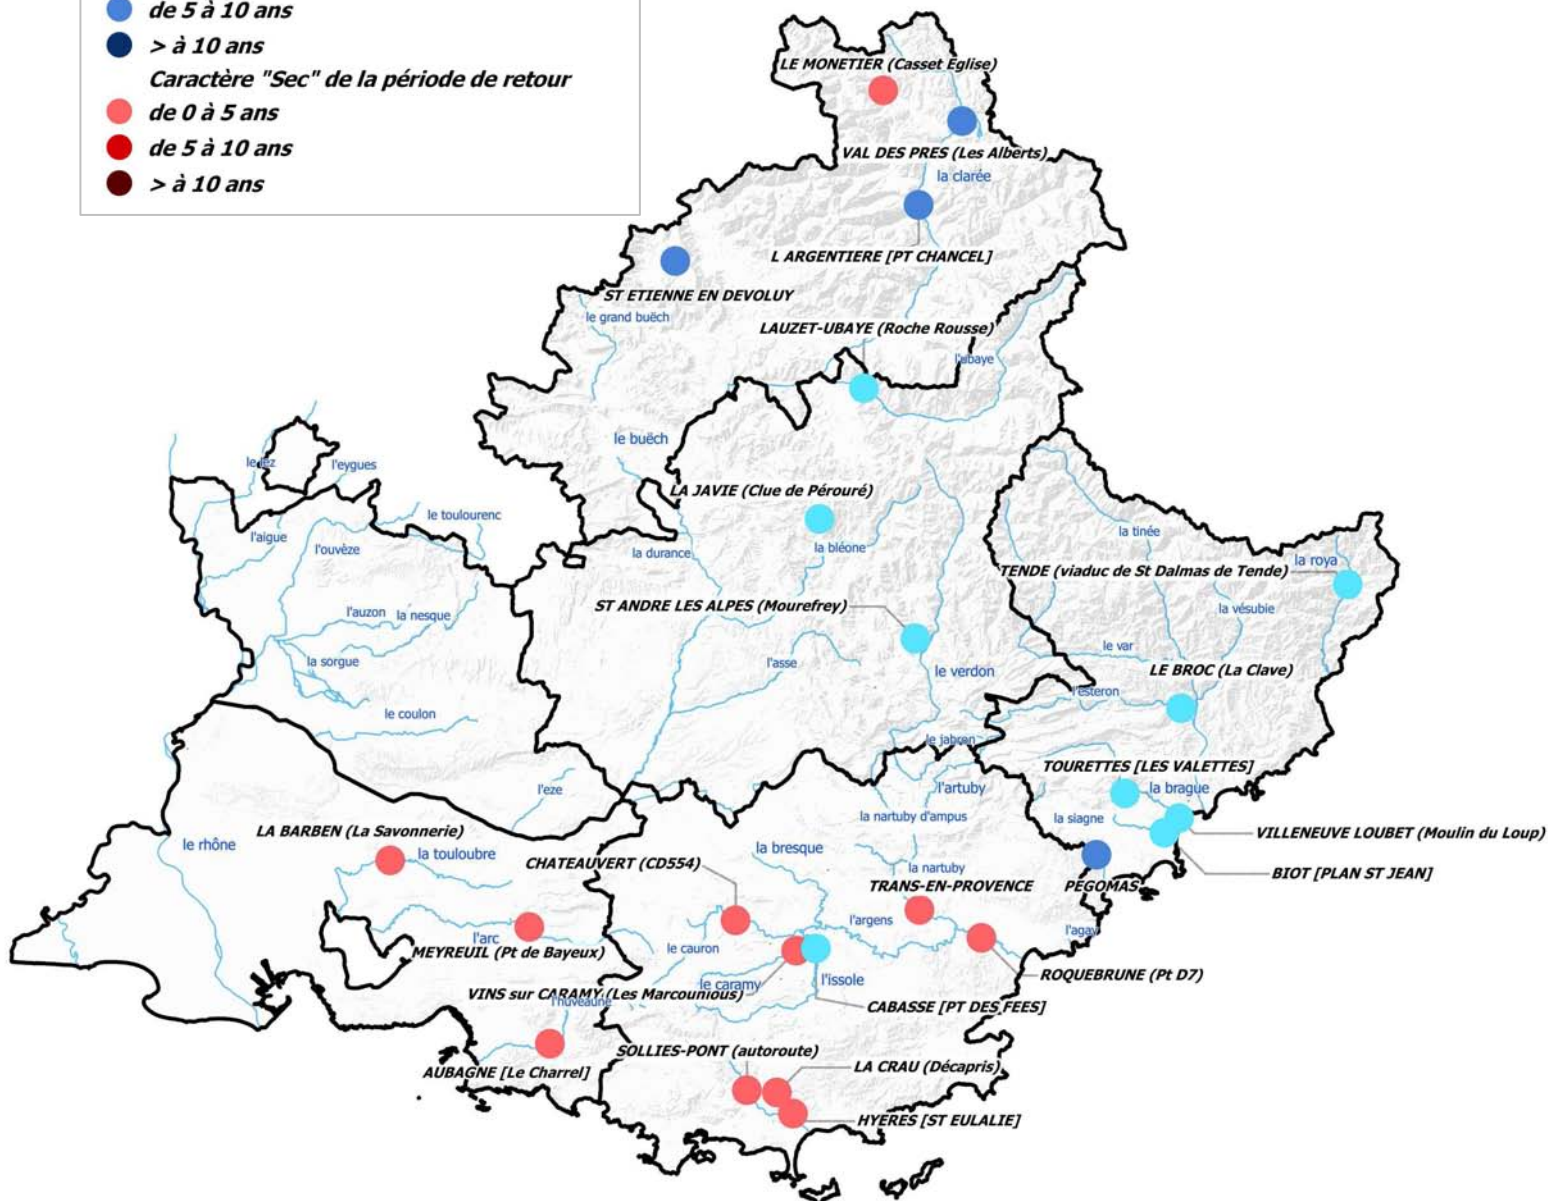 de 5 à 10 ans
> à 10 ans
Caractère "Sec" de la période de retour
de 0 à 5 ans
de 5 à 10 ans
> à 10 ans
LE MONETIER (Casset Eglise)
VAL DES PRES (Les Alberts)
la clarée
L ARGENTIERE [PT CHANCEL]
ST ETIENNE EN DEVOLUY
le grand buëch
LAUZET-UBAYE (Roche Rousse)
l'ubaye
le buëch
le lez
l'eygues
LA JAVIE (Clue de Pérouré)
le toulourenc
l'aigue
l'ouvèze
la durance
la bléone
la tinée
la roya
TENDE (viaduc de St Dalmas de Tende)
ST ANDRE LES ALPES (Mourefrey)
l'auzon
la nesque
la vésubie
le var
la sorgue
l'asse
le verdon
LE BROC (La Clave)
l'esteron
le coulon
le jabron
TOURETTES [LES VALETTES]
l'eze
l'artuby
la brague
la nartuby d'ampus
la siagne
LA BARBEN (La Savonnerie)
VILLENEUVE LOUBET (Moulin du Loup)
le rhône
la touloubre
la bresque
CHATEAUVERT (CD554)
la nartuby
BIOT [PLAN ST JEAN]
TRANS-EN-PROVENCE
PEGOMAS
l'argens
l'agay
l'arc
MEYREUIL (Pt de Bayeux)
le cauron
ROQUEBRUNE (Pt D7)
le caramy
l'issole
VINS sur CARAMY (Les Marcounious)
l'huveaune
CABASSE [PT DES FEES]
SOLLIES-PONT (autoroute)
LA CRAU (Décapris)
AUBAGNE [Le Charrel]
HYERES [ST EULALIE]